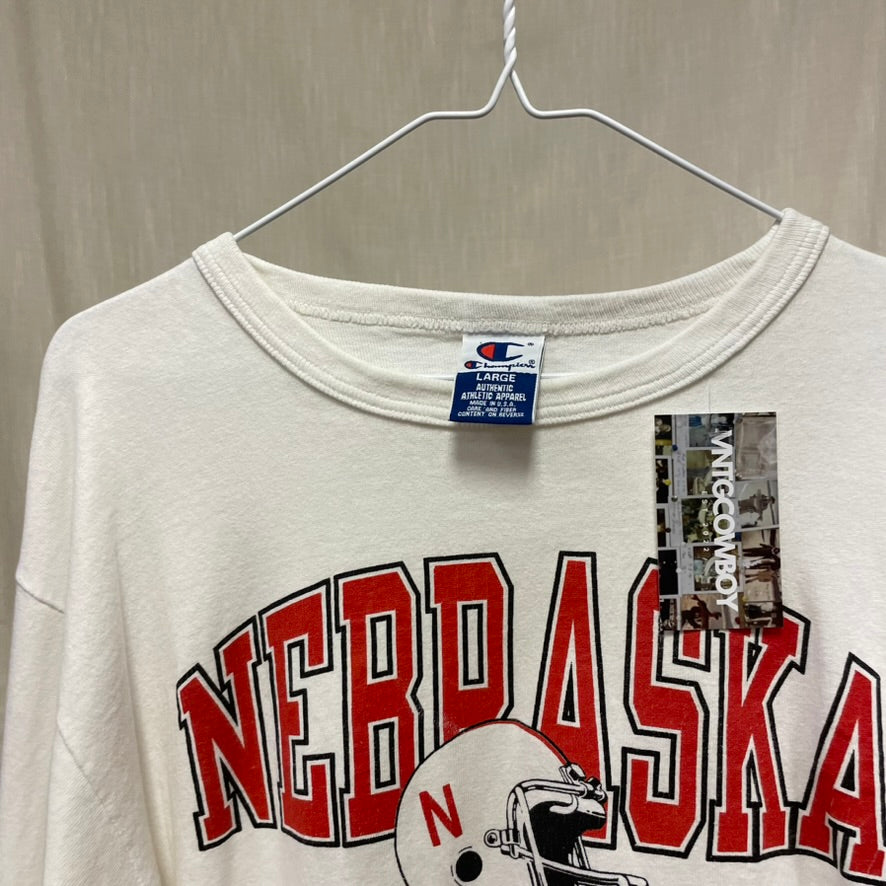 Champion®
LARGE
AUTHENTIC
ATHLETIC APPAREL
MADE IN U.S.A.
CARE AND FIBER
CONTENT ON REVERSE
VNTGCOWBOY
NEBRASKA
N